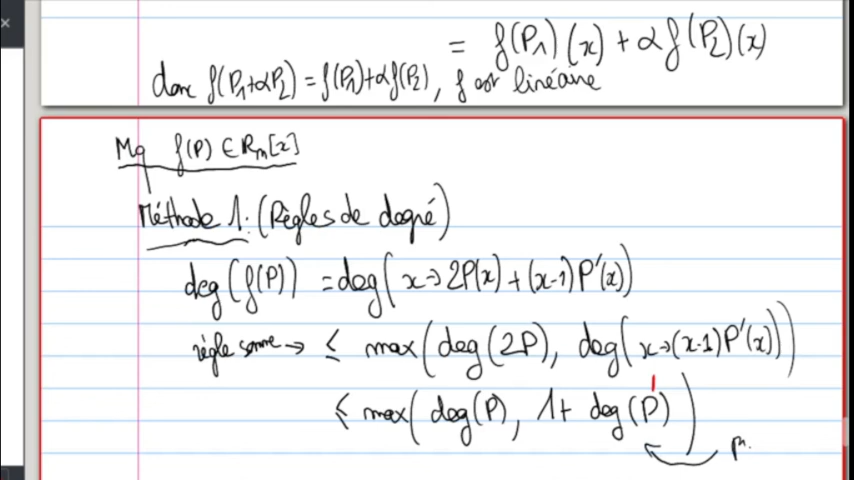 = f(P₁)(x) + αf(P₂)(x)
donc f(P₁+αP₂) = f(P₁)+αf(P₂), f est linéaire
Mq f(P) ∈ Rₙ[x]
Méthode 1: (Règles de degré)
deg(f(P)) = deg(x→2P(x)+(x-1)P'(x))
règle somme → ≤ max(deg(2P), deg(x→(x-1)P'(x)))
≤ max(deg(P), 1+ deg(P'))